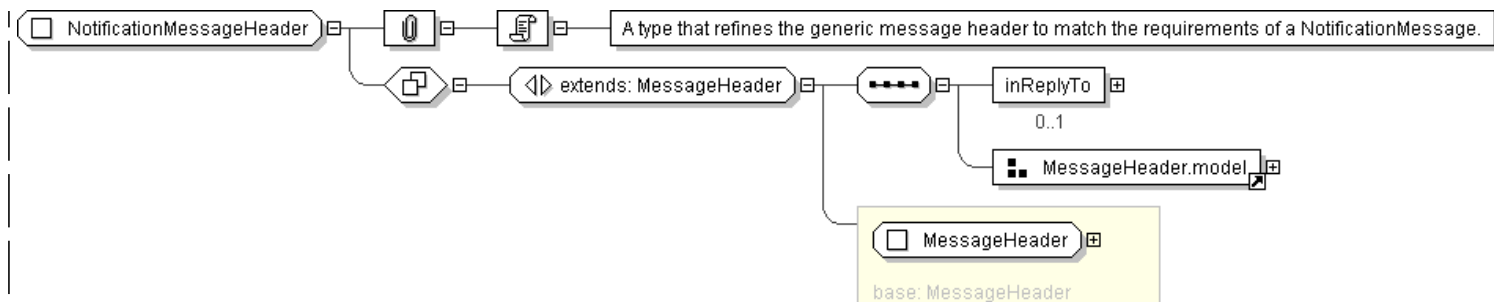 NotificationMessageHeader
A type that refines the generic message header to match the requirements of a NotificationMessage.
extends: MessageHeader
inReplyTo
0..1
MessageHeader.model
MessageHeader
base: MessageHeader